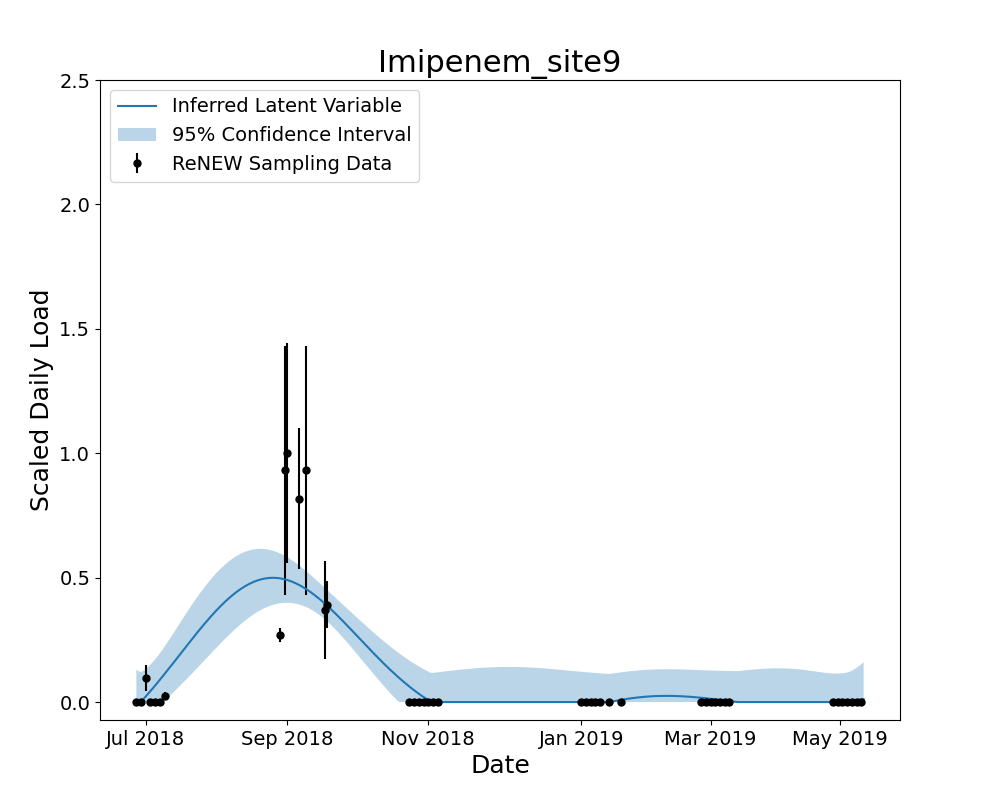 Imipenem_site9
Inferred Latent Variable
95% Confidence Interval
ReNEW Sampling Data
Scaled Daily Load
2.5
2.0
1.5
1.0
0.5
0.0
Jul 2018 Sep 2018 Nov 2018 Jan 2019 Mar 2019 May 2019
Date